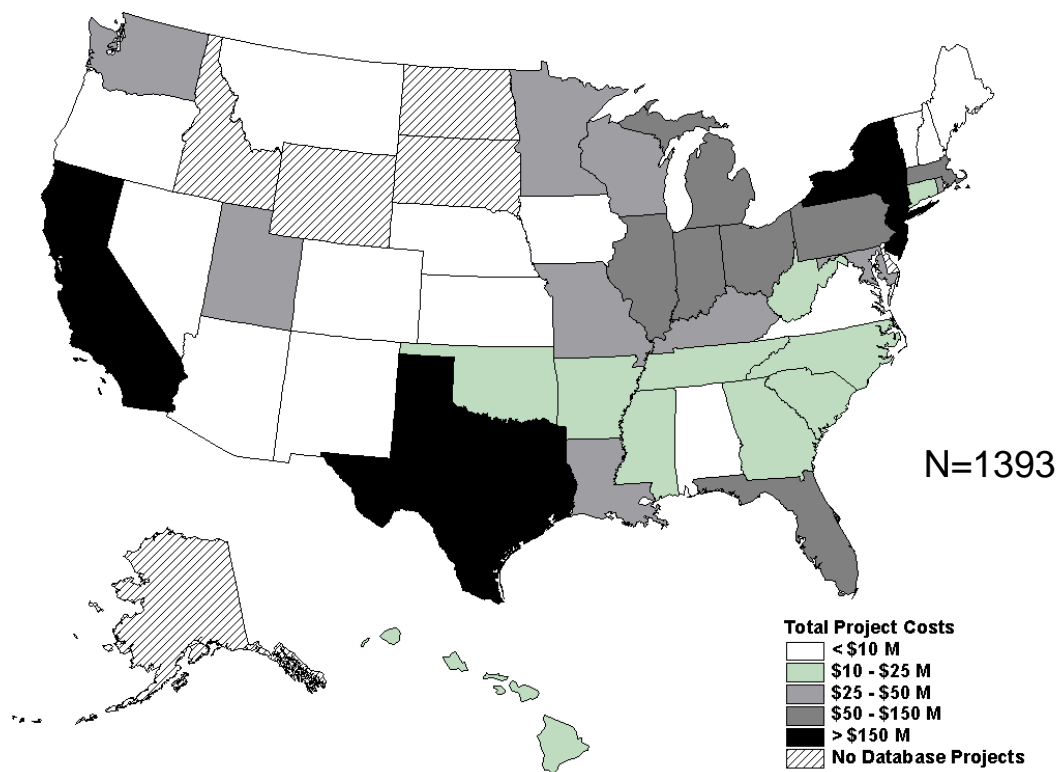 N=1393
Total Project Costs
< $10 M
$10 - $25 M
$25 - $50 M
$50 - $150 M
> $150 M
No Database Projects